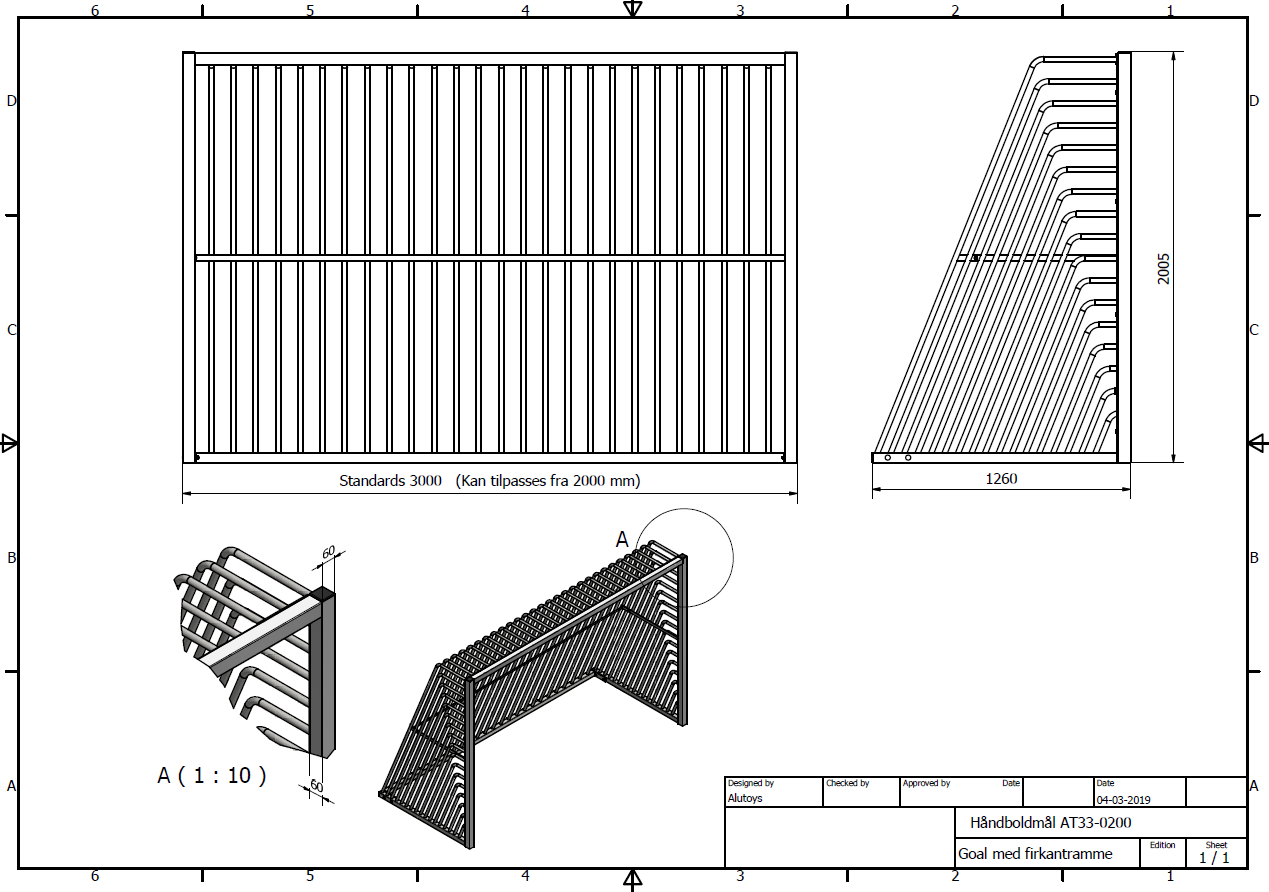 6 5 4 3 2 1
D D
2005
C C
Standards 3000 (Kan tilpasses fra 2000 mm)
1260
A
60
B B
A ( 1 : 10 )
60
A A
Designed by Checked by Approved by Date Date
Alutoys 04-03-2019
Håndboldmål AT33-0200
Goal med firkantramme
Edition
Sheet
1 / 1
6 5 4 3 2 1